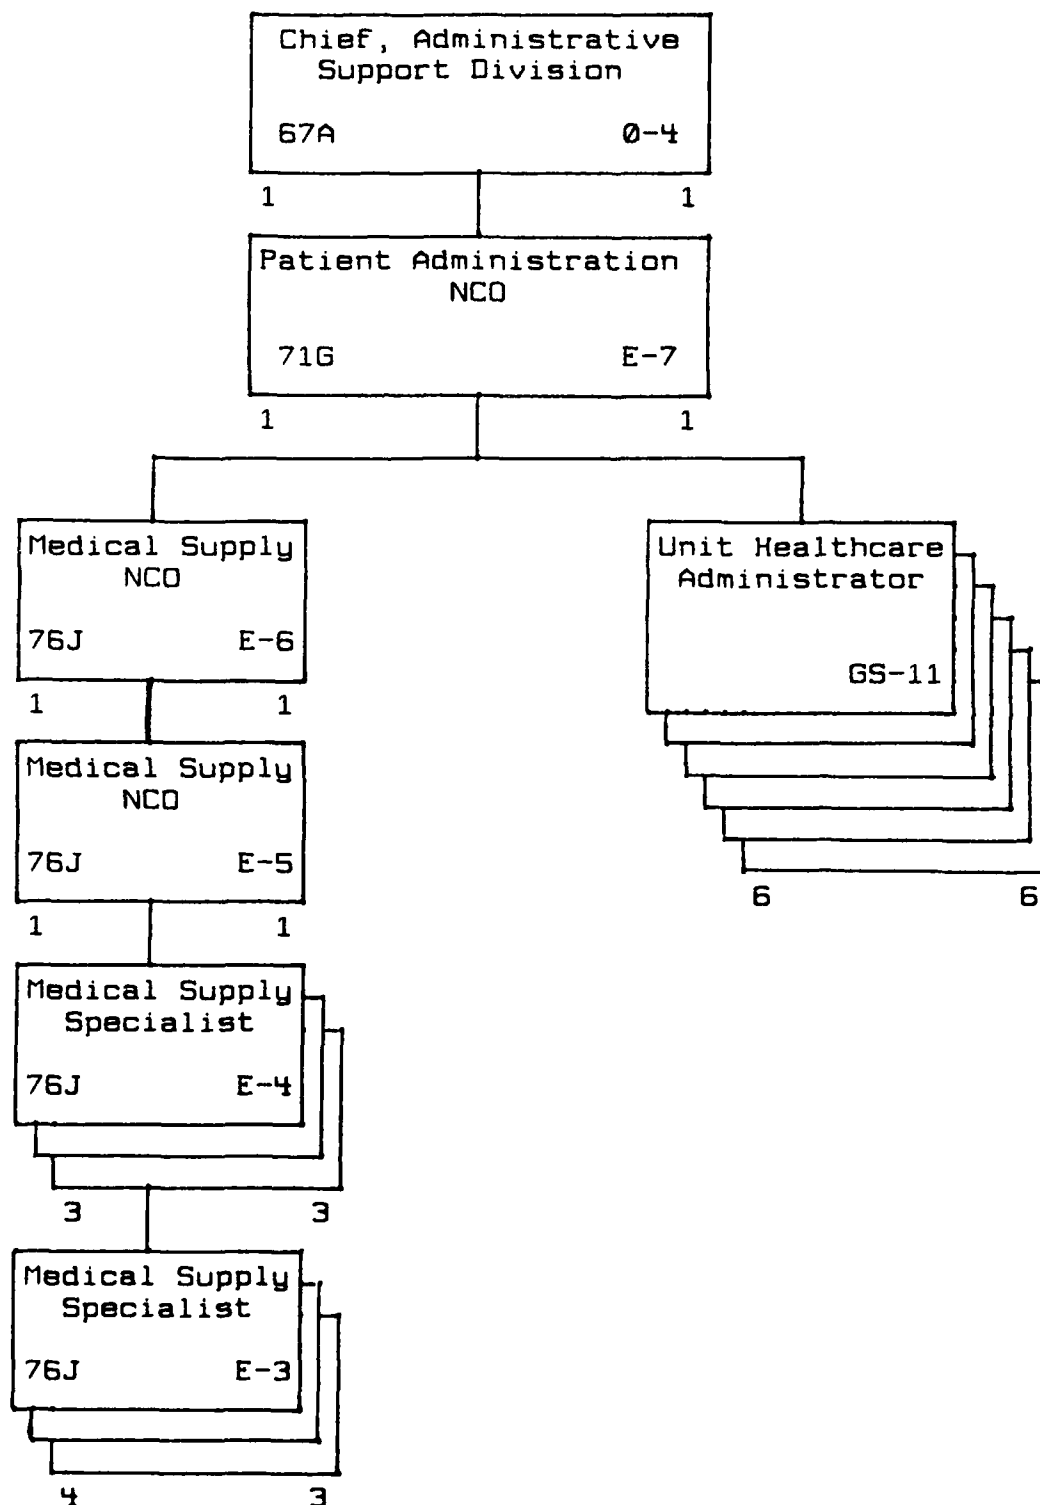 Chief, Administrative
Support Division
67A 0-4
1 1
Patient Administration
NCO
71G E-7
1 1
Medical Supply
NCO
76J E-6
1 1
Unit Healthcare
Administrator
GS-11
6 6
Medical Supply
NCO
76J E-5
1 1
Medical Supply
Specialist
76J E-4
3 3
Medical Supply
Specialist
76J E-3
4 3